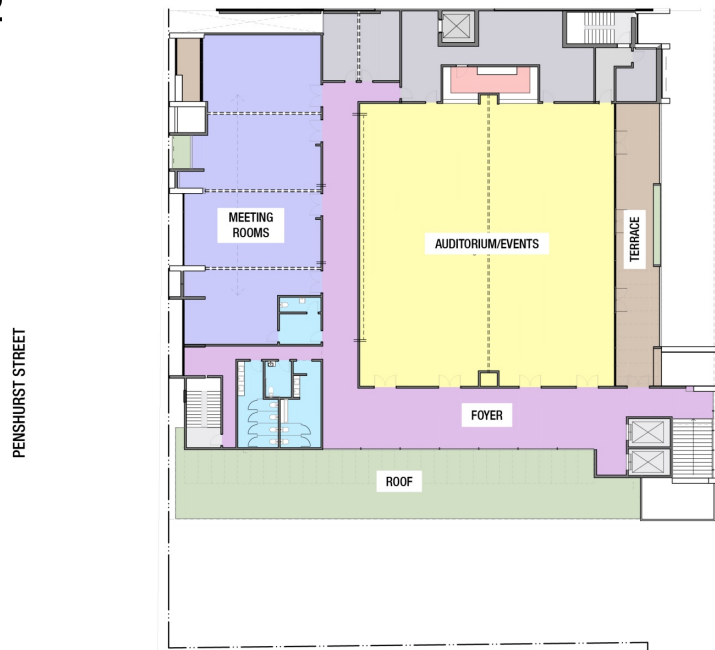 MEETING
ROOMS
AUDITORIUM/EVENTS
TERRACE
PENSHURST STREET
FOYER
ROOF